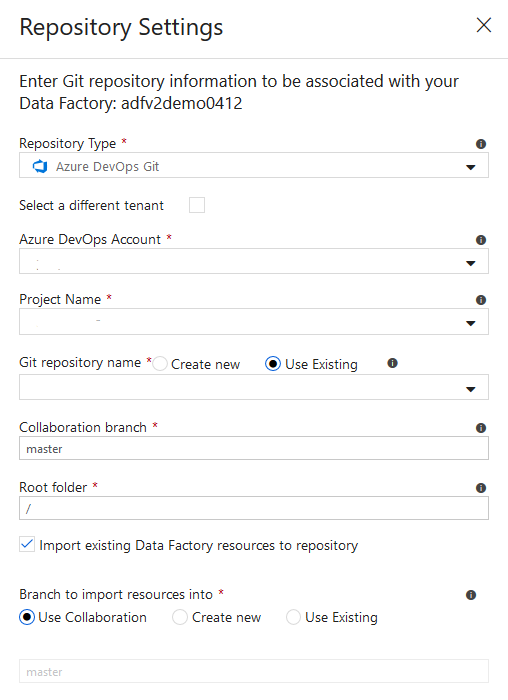 Repository Settings
Enter Git repository information to be associated with your
Data Factory: adfv2demo0412
Repository Type *
Azure DevOps Git
Select a different tenant
Azure DevOps Account *
Project Name *
Git repository name * Create new Use Existing
Collaboration branch *
master
Root folder *
/
Import existing Data Factory resources to repository
Branch to import resources into *
Use Collaboration Create new Use Existing
master